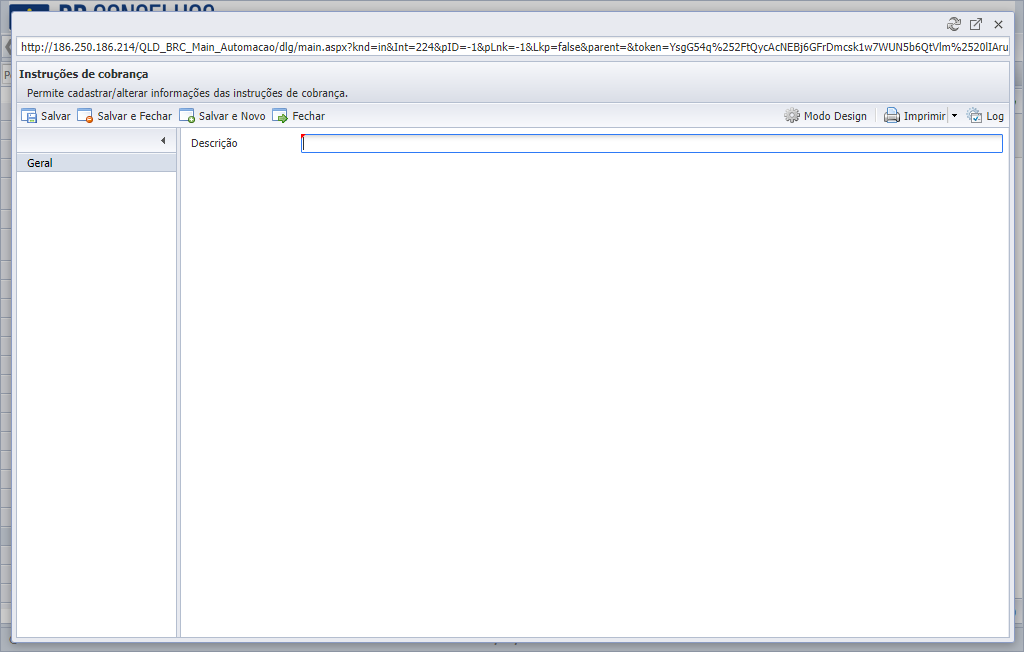 BR CONSELHOS
http://186.250.186.214/QLD_BRC_Main_Automacao/dlg/main.aspx?knd=in&Int=224&pID=-1&pLnk=-1&Lkp=false&parent=&token=YsgG54q%252FtQycAcNEBj6GFrDmcsk1w7WUN5b6QtVlm%2520lIAru
Instruções de cobrança
Permite cadastrar/alterar informações das instruções de cobrança.
Salvar Salvar e Fechar Salvar e Novo Fechar Modo Design Imprimir Log
Descrição
Geral